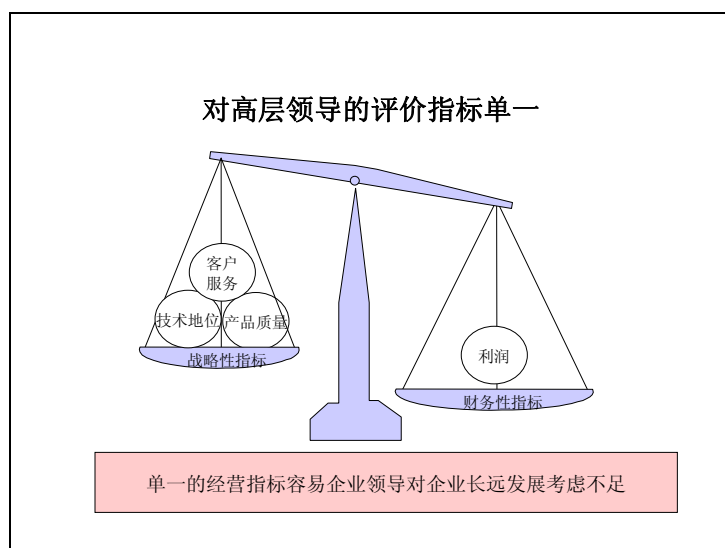 对高层领导的评价指标单一
客户
服务
技术地位
产品质量
战略性指标
利润
财务性指标
单一的经营指标容易企业领导对企业长远发展考虑不足